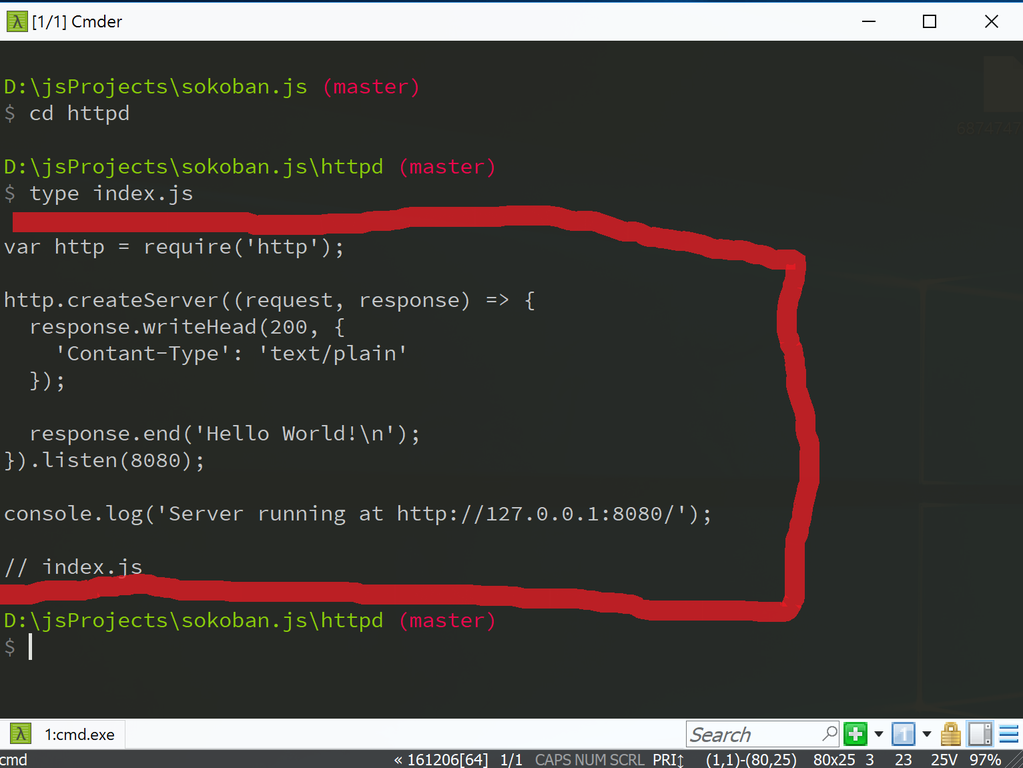 [1/1] Cmder
D:\jsProjects\sokoban.js (master)
$ cd httpd
D:\jsProjects\sokoban.js\httpd (master)
$ type index.js
var http = require('http');
http.createServer((request, response) => {
response.writeHead(200, {
'Contant-Type': 'text/plain'
});
response.end('Hello World!\n');
}).listen(8080);
console.log('Server running at http://127.0.0.1:8080/');
// index.js
D:\jsProjects\sokoban.js\httpd (master)
$
1:cmd.exe
Search
cmd
« 161206[64] 1/1 CAPS NUM SCRL PRI↕ (1,1)-(80,25) 80x25 3 23 25V 97%